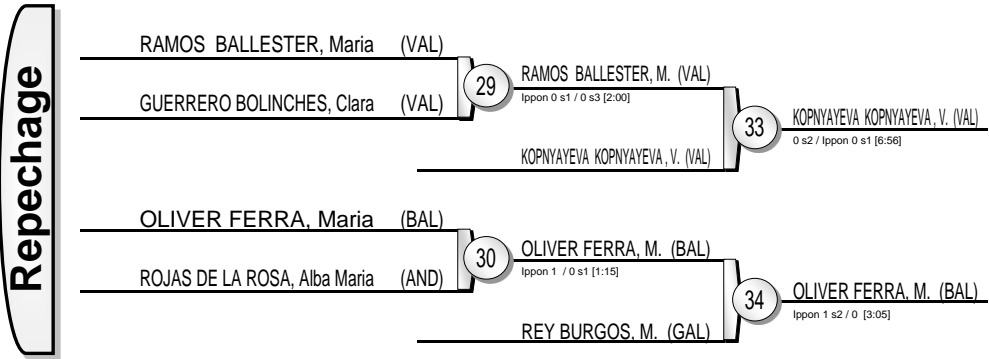 Repechage
RAMOS BALLESTER, Maria (VAL)
GUERRERO BOLINCHES, Clara (VAL)
29
RAMOS BALLESTER, M. (VAL)
Ippon 0 s1 / 0 s3 [2:00]
KOPNYAYEVA KOPNYAYEVA , V. (VAL)
33
KOPNYAYEVA KOPNYAYEVA , V. (VAL)
0 s2 / Ippon 0 s1 [6:56]
OLIVER FERRA, Maria (BAL)
ROJAS DE LA ROSA, Alba Maria (AND)
30
OLIVER FERRA, M. (BAL)
Ippon 1 / 0 s1 [1:15]
REY BURGOS, M. (GAL)
34
OLIVER FERRA, M. (BAL)
Ippon 1 s2 / 0 [3:05]